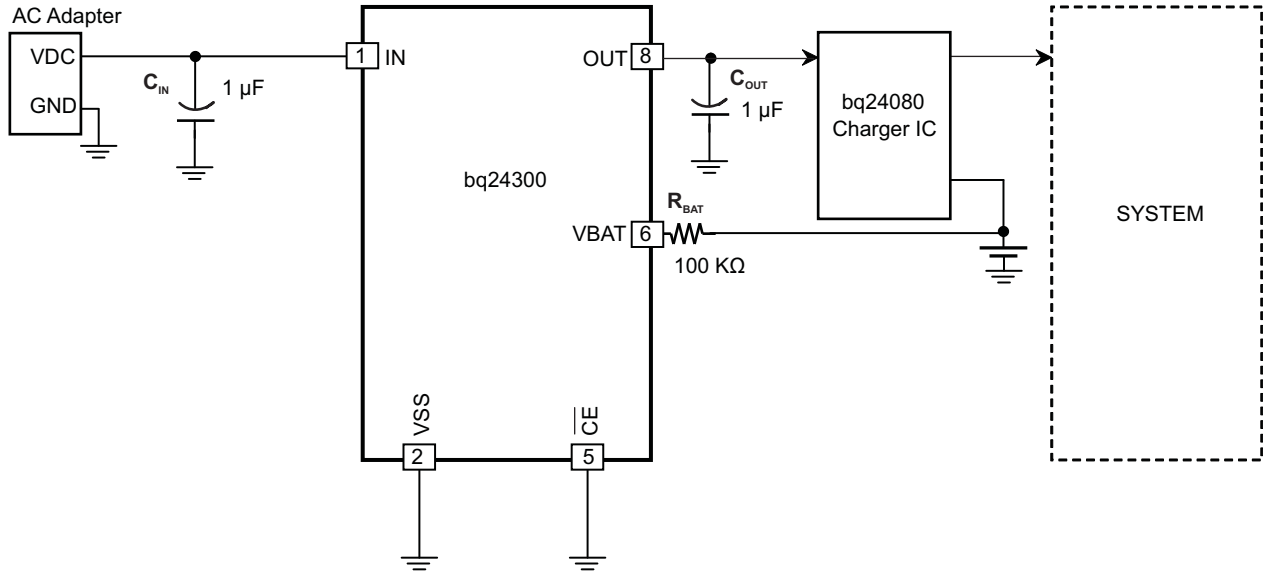 AC Adapter
VDC
GND
C_IN
1 µF
1
IN
OUT
8
C_OUT
1 µF
bq24080
Charger IC
bq24300
R_BAT
VBAT
6
100 KΩ
SYSTEM
VSS
2
C̅E̅
5